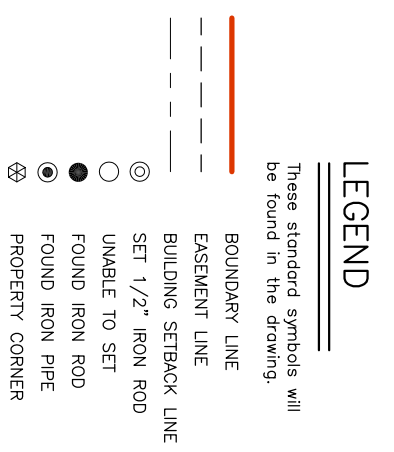 LEGEND
These standard symbols will
be found in the drawing.
BOUNDARY LINE
EASEMENT LINE
BUILDING SETBACK LINE
SET 1/2" IRON ROD
UNABLE TO SET
FOUND IRON ROD
FOUND IRON PIPE
PROPERTY CORNER